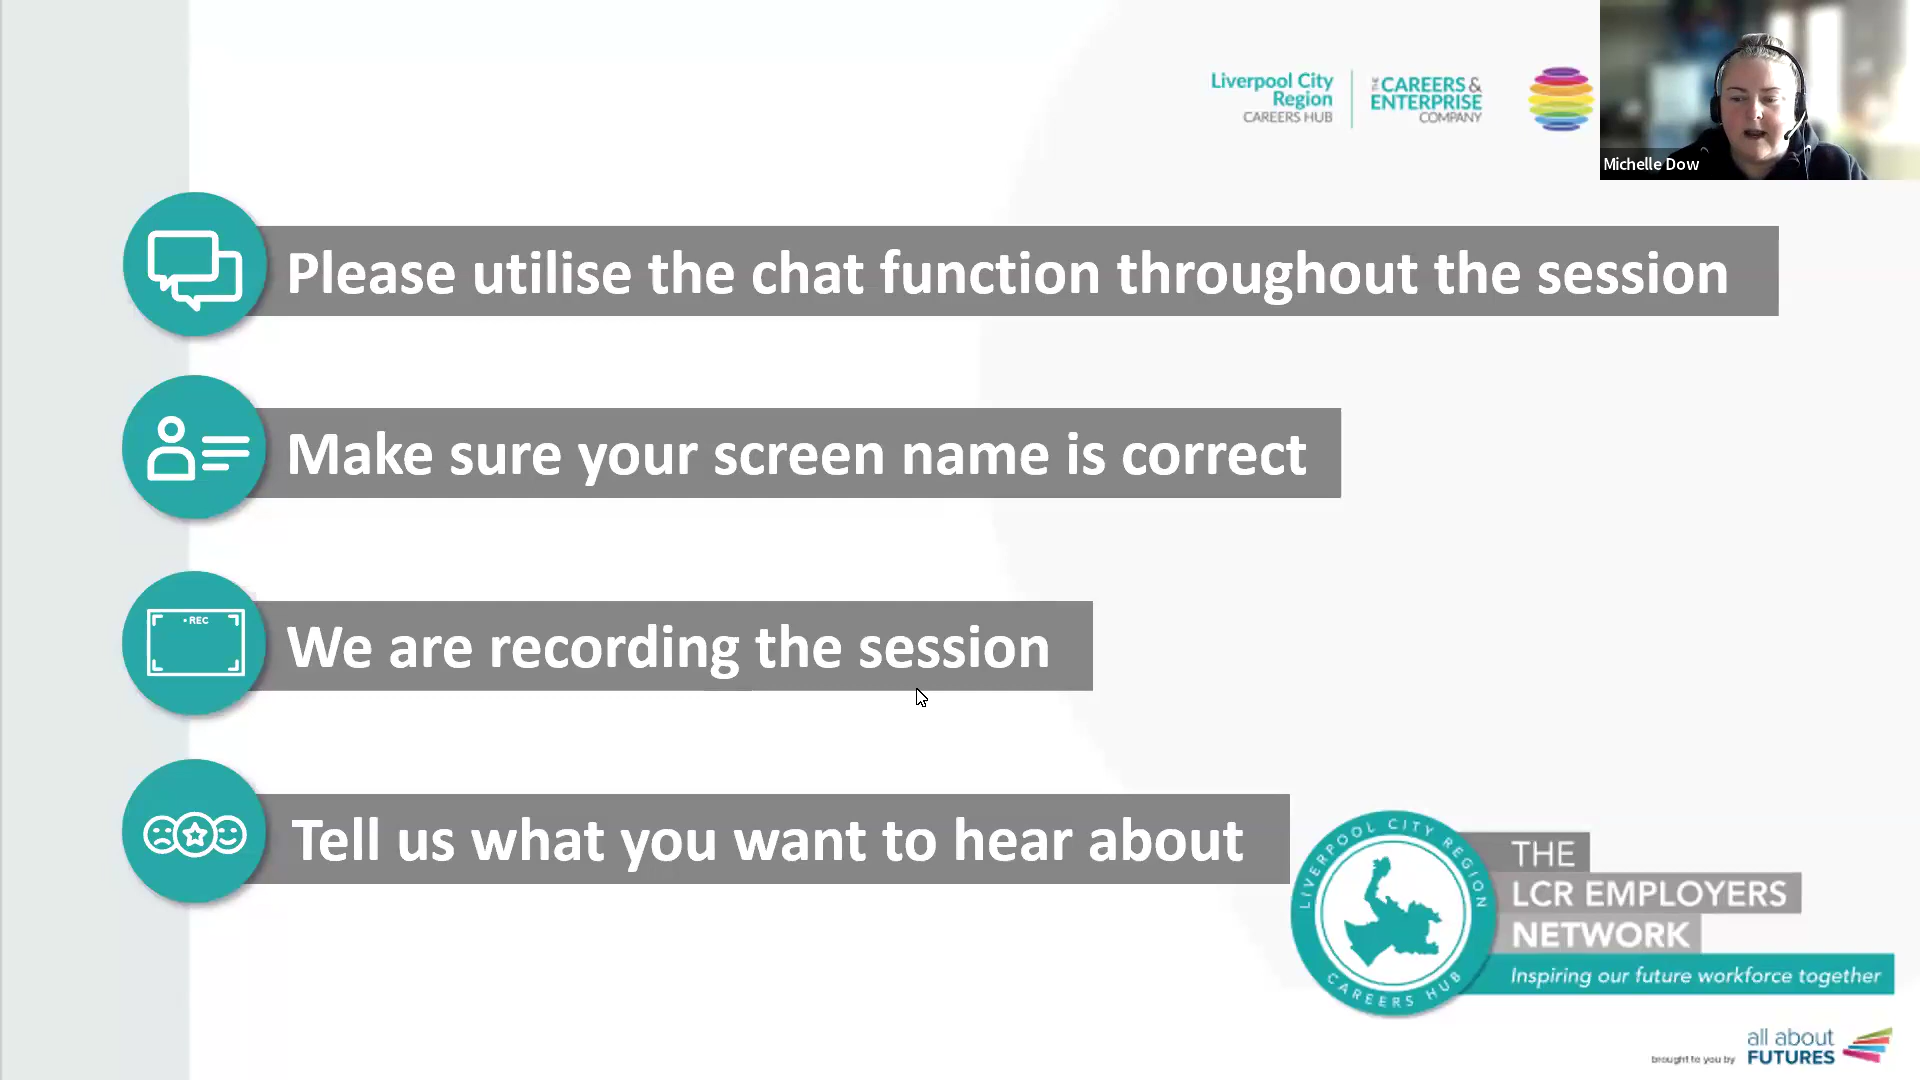 Liverpool City
Region
CAREERS HUB
THE
CAREERS &
ENTERPRISE
COMPANY
Michelle Dow
Please utilise the chat function throughout the session
Make sure your screen name is correct
• REC
We are recording the session
Tell us what you want to hear about
LIVERPOOL CITY REGION
CAREERS HUB
THE
LCR EMPLOYERS
NETWORK
Inspiring our future workforce together
brought to you by
all about
FUTURES